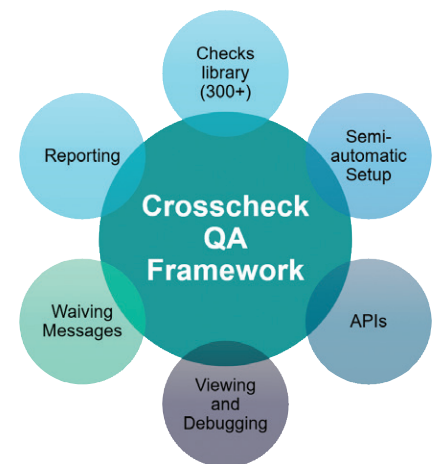 Checks
library
(300+)
Semi-
automatic
Setup
APIs
Viewing
and
Debugging
Waiving
Messages
Reporting
Crosscheck
QA
Framework